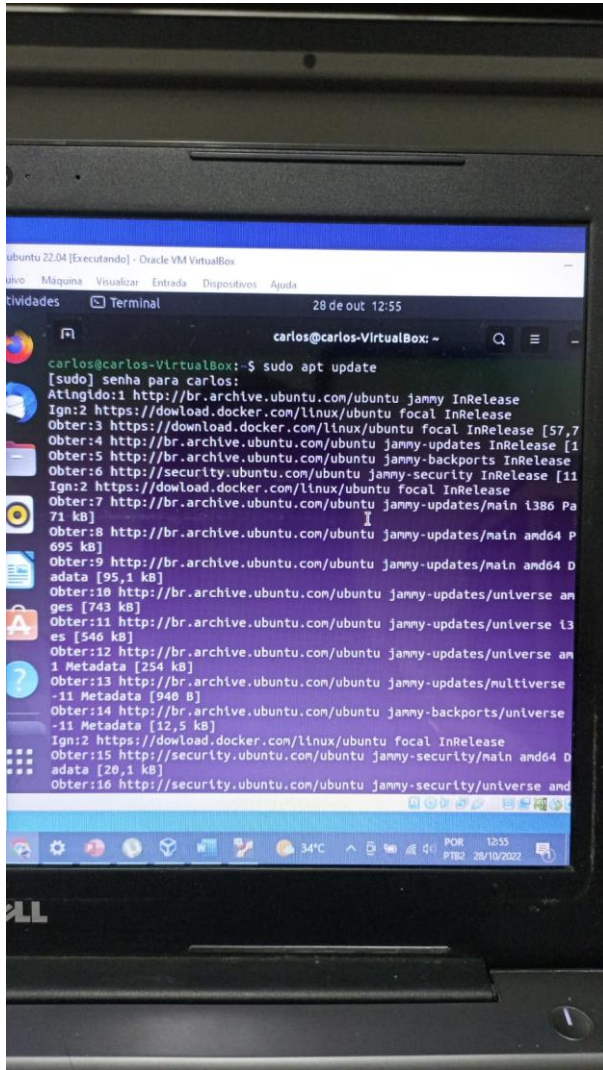 ubuntu 22.04 [Executando] - Oracle VM VirtualBox
uivo Máquina Visualizar Entrada Dispositivos Ajuda
tividades Terminal 28 de out 12:55
carlos@carlos-VirtualBox: ~
carlos@carlos-VirtualBox:~$ sudo apt update
[sudo] senha para carlos:
Atingido:1 http://br.archive.ubuntu.com/ubuntu jammy InRelease
Ign:2 https://dowload.docker.com/linux/ubuntu focal InRelease
Obter:3 https://download.docker.com/linux/ubuntu focal InRelease [57,7
Obter:4 http://br.archive.ubuntu.com/ubuntu jammy-updates InRelease [1
Obter:5 http://br.archive.ubuntu.com/ubuntu jammy-backports InRelease
Obter:6 http://security.ubuntu.com/ubuntu jammy-security InRelease [11
Ign:2 https://dowload.docker.com/linux/ubuntu focal InRelease
Obter:7 http://br.archive.ubuntu.com/ubuntu jammy-updates/main i386 Pa
71 kB]
Obter:8 http://br.archive.ubuntu.com/ubuntu jammy-updates/main amd64 P
695 kB]
Obter:9 http://br.archive.ubuntu.com/ubuntu jammy-updates/main amd64 D
adata [95,1 kB]
Obter:10 http://br.archive.ubuntu.com/ubuntu jammy-updates/universe am
ges [743 kB]
Obter:11 http://br.archive.ubuntu.com/ubuntu jammy-updates/universe i3
es [546 kB]
Obter:12 http://br.archive.ubuntu.com/ubuntu jammy-updates/universe am
1 Metadata [254 kB]
Obter:13 http://br.archive.ubuntu.com/ubuntu jammy-updates/multiverse
-11 Metadata [940 B]
Obter:14 http://br.archive.ubuntu.com/ubuntu jammy-backports/universe
-11 Metadata [12,5 kB]
Ign:2 https://dowload.docker.com/linux/ubuntu focal InRelease
Obter:15 http://security.ubuntu.com/ubuntu jammy-security/main amd64 D
adata [20,1 kB]
Obter:16 http://security.ubuntu.com/ubuntu jammy-security/universe amd
34°C POR 12:55
PTB2 28/10/2022
DELL